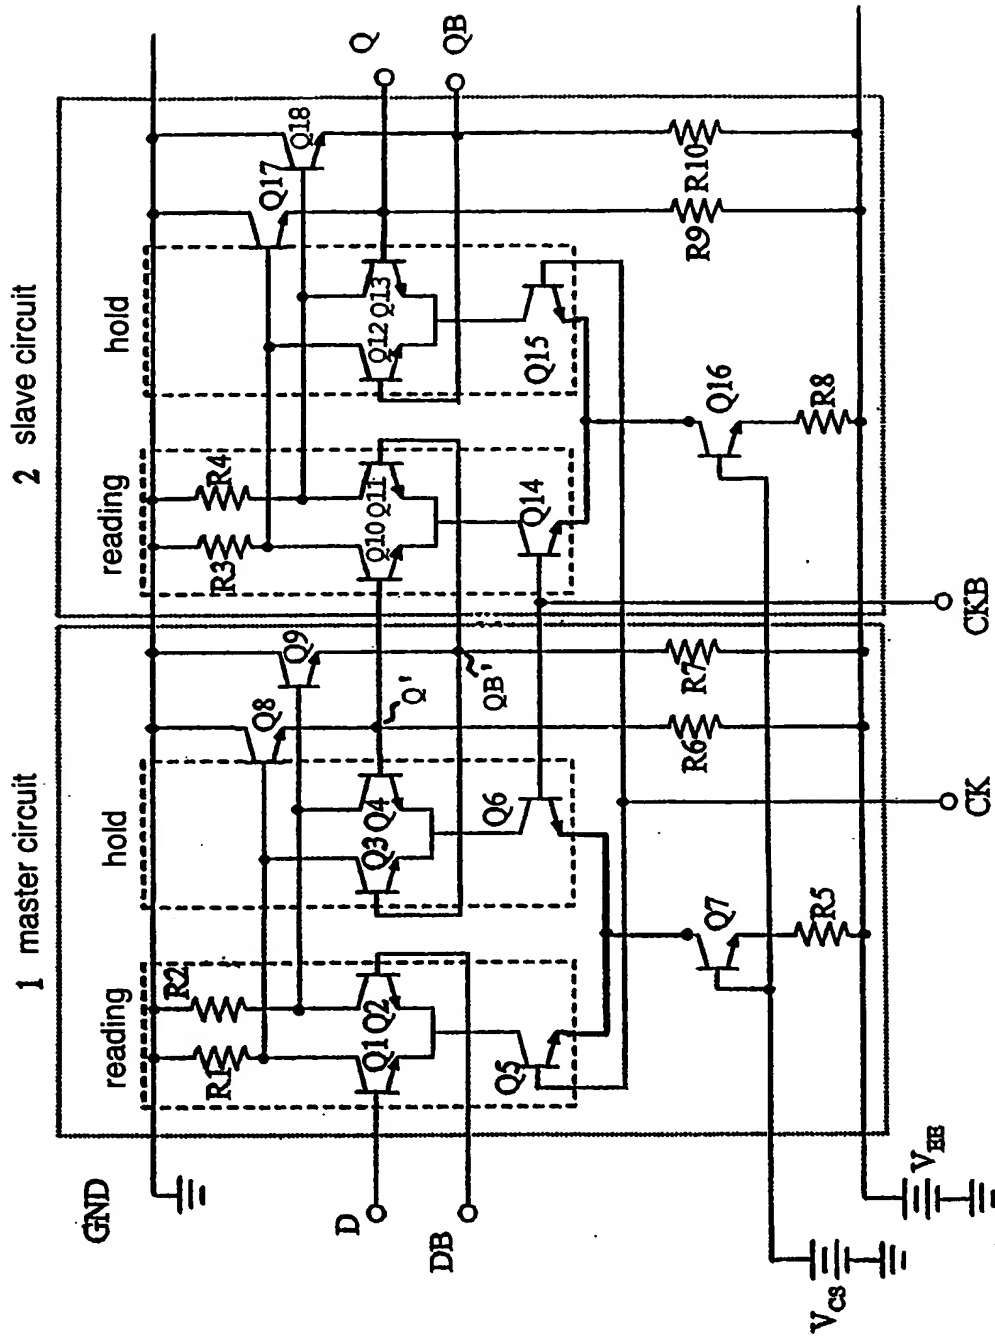 1 master circuit
2 slave circuit
reading
hold
reading
hold
GND
R1
R2
Q8
Q9
R3
R4
Q17
Q18
D
DB
Q1
Q2
Q3
Q4
Q'
QB'
Q10
Q11
Q12
Q13
Q
QB
Q5
Q6
Q14
Q15
R6
R7
R9
R10
Q7
Q16
R5
R8
VCS
VEE
CK
CKB